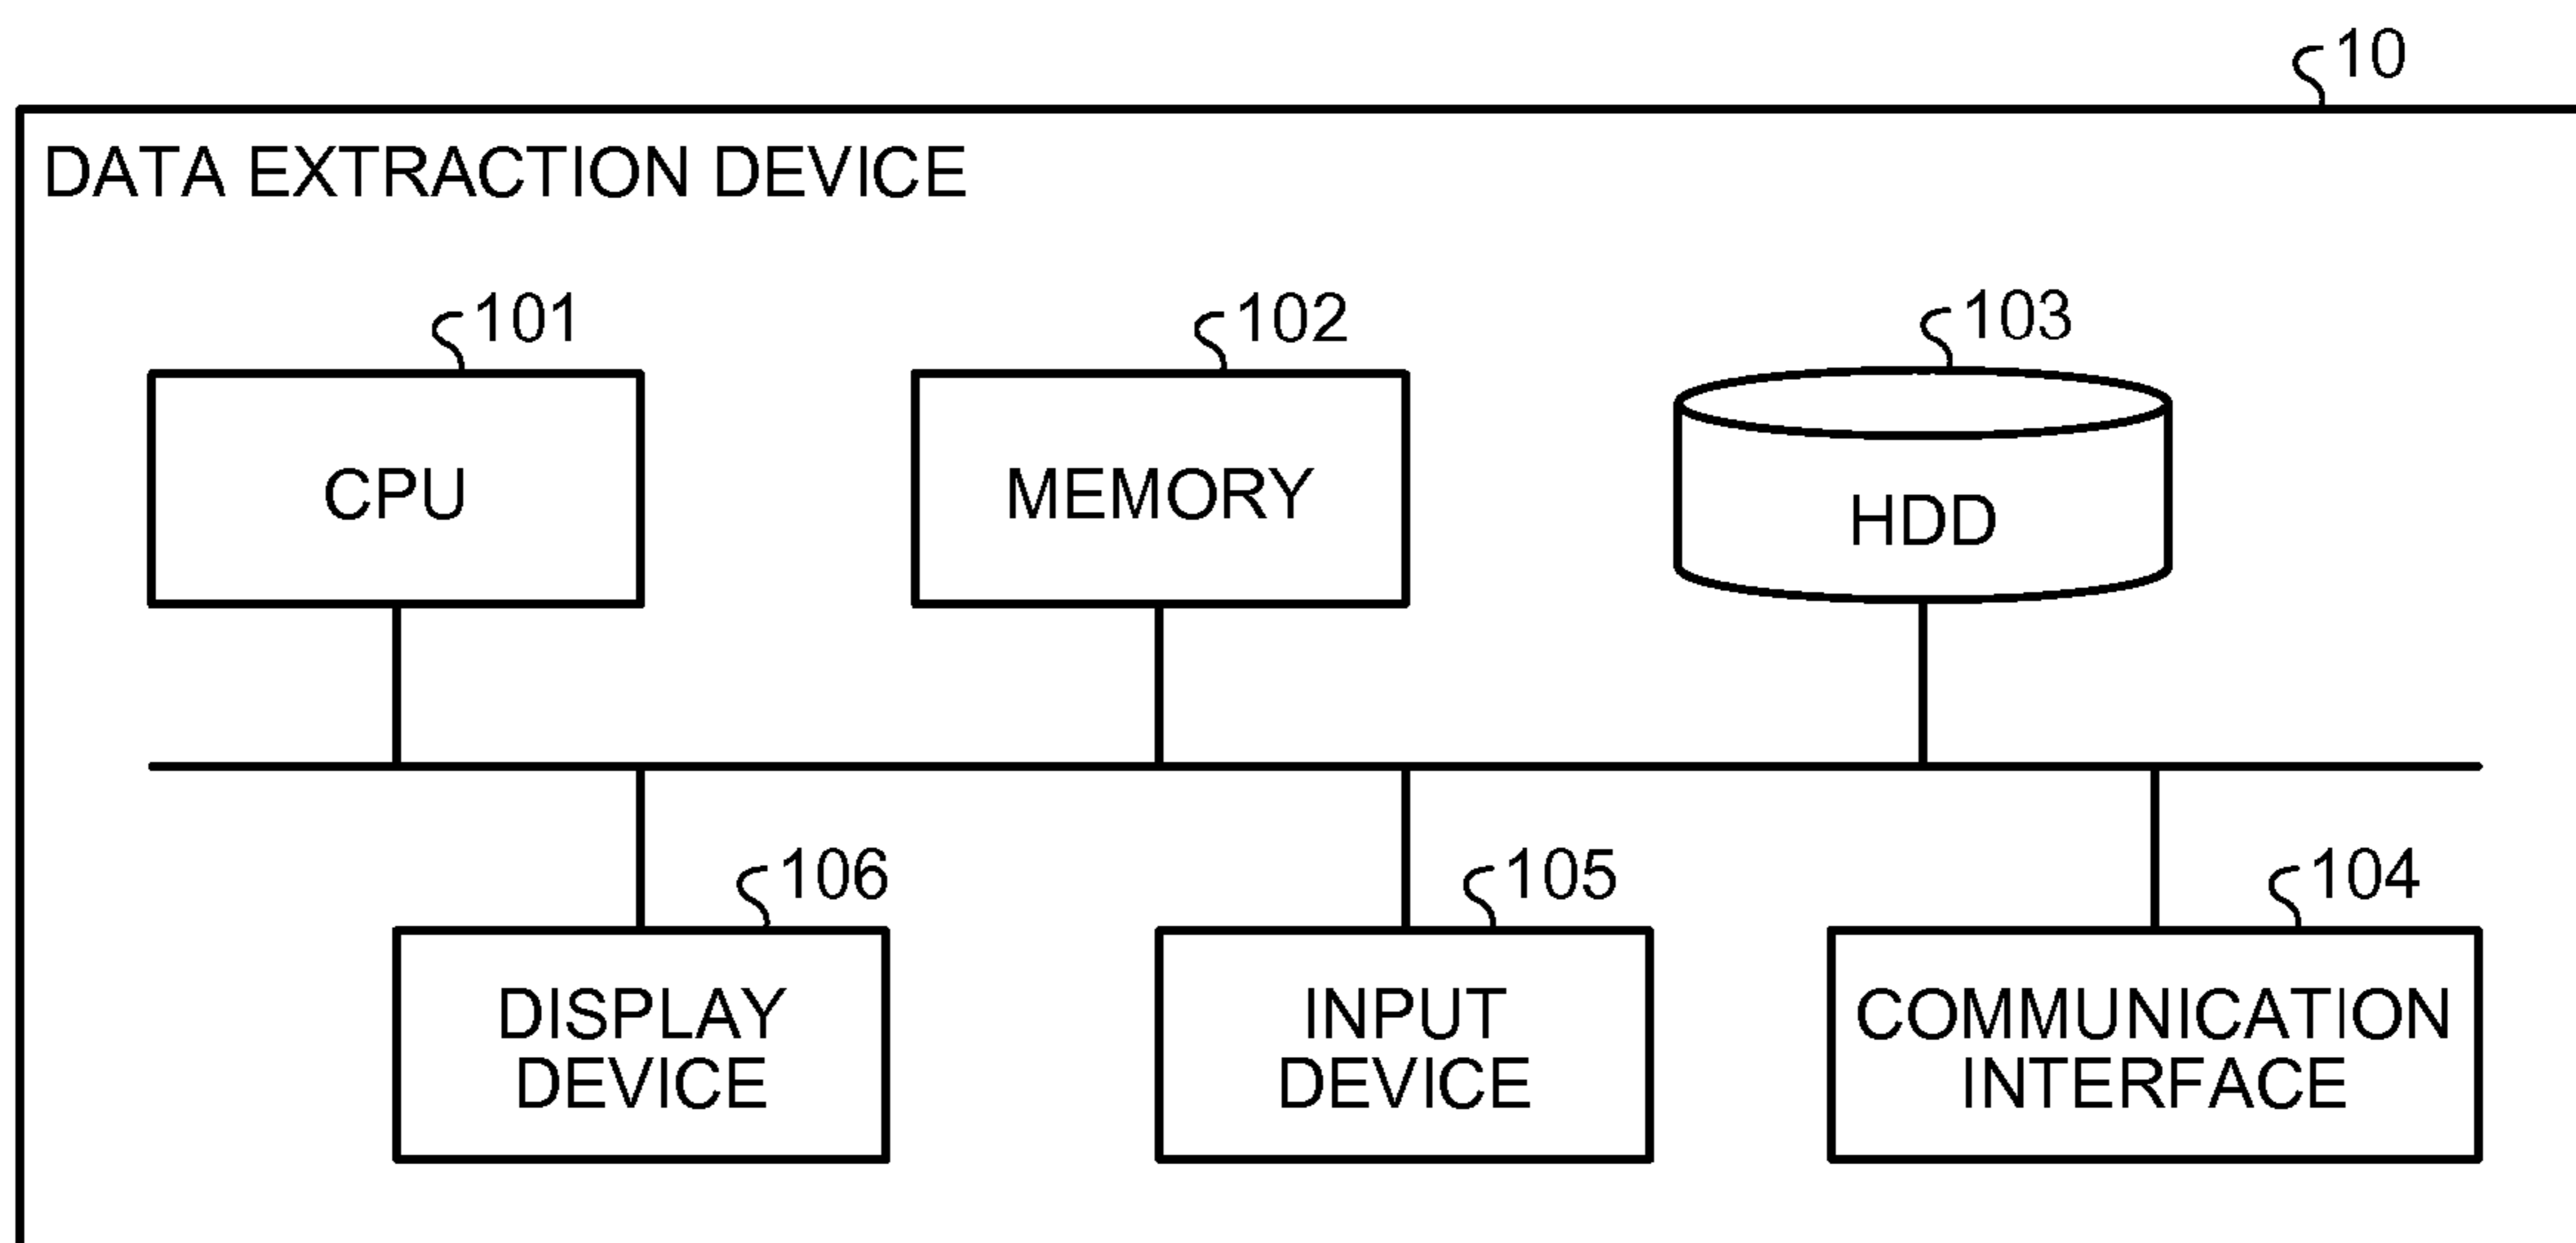 10
DATA EXTRACTION DEVICE
101
102
103
CPU
MEMORY
HDD
106
105
104
DISPLAY
DEVICE
INPUT
DEVICE
COMMUNICATION
INTERFACE